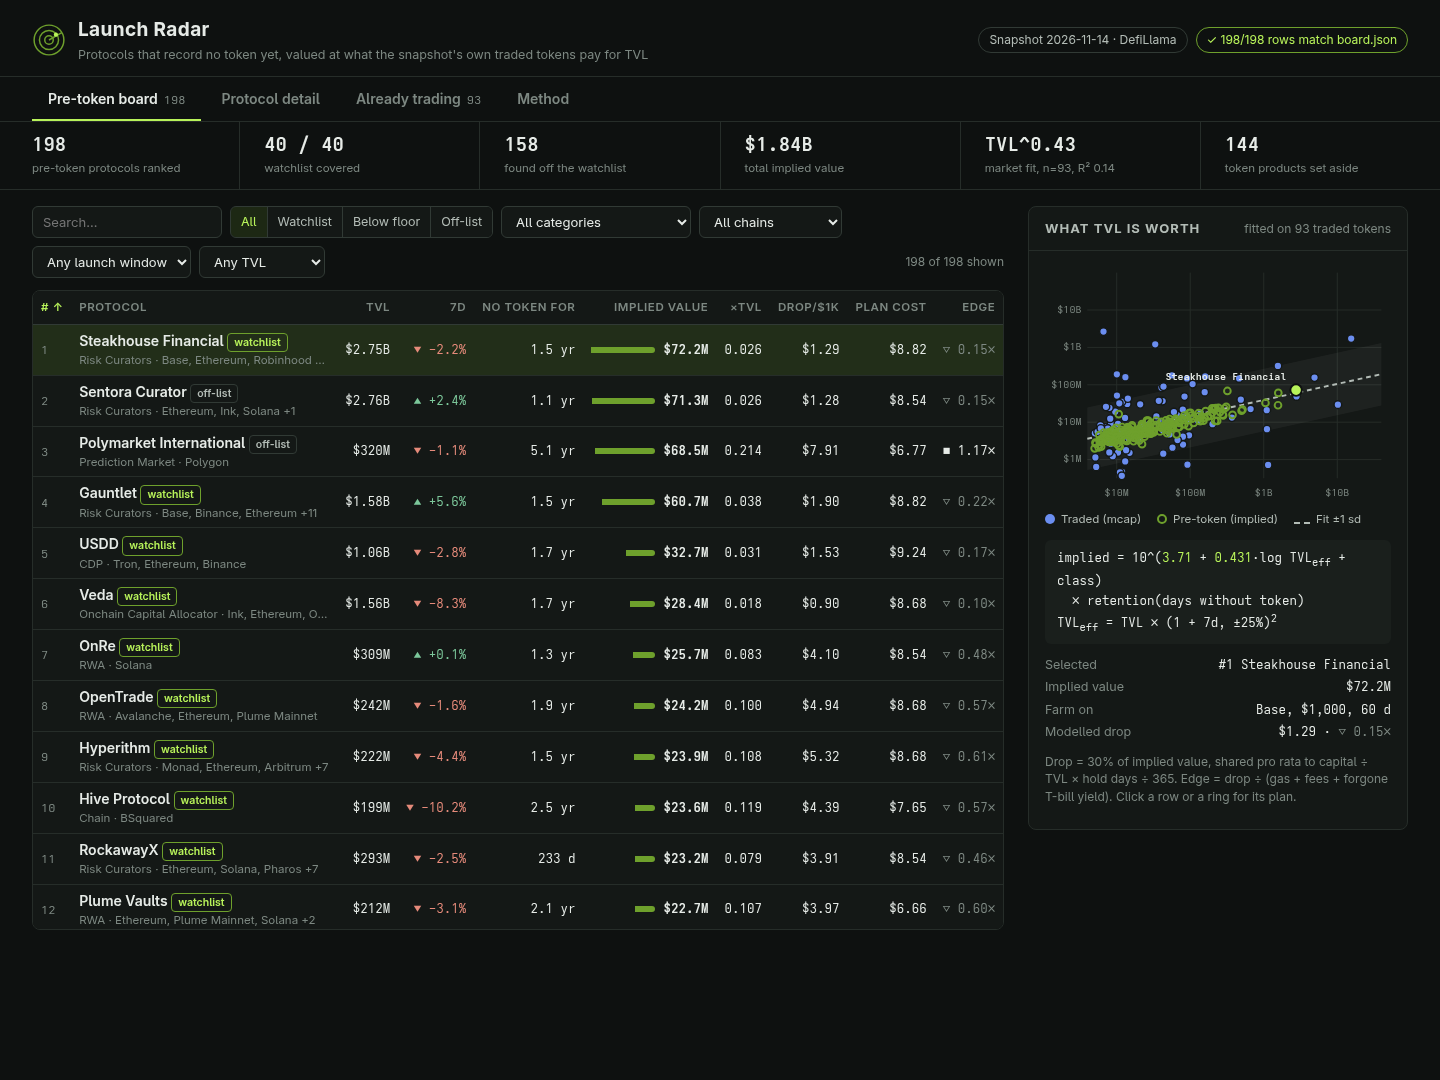 Launch Radar
Protocols that record no token yet, valued at what the snapshot's own traded tokens pay for TVL
Snapshot 2026-11-14 · DefiLlama
✓ 198/198 rows match board.json
Pre-token board 198
Protocol detail
Already trading 93
Method
198
pre-token protocols ranked
40 / 40
watchlist covered
158
found off the watchlist
$1.84B
total implied value
TVL^0.43
market fit, n=93, R² 0.14
144
token products set aside
Search...
All
Watchlist
Below floor
Off-list
All categories
All chains
Any launch window
Any TVL
198 of 198 shown
# ↑ PROTOCOL TVL 7D NO TOKEN FOR IMPLIED VALUE ×TVL DROP/$1K PLAN COST EDGE
1 Steakhouse Financial watchlist $2.75B ▼ −2.2% 1.5 yr $72.2M 0.026 $1.29 $8.82 ▽ 0.15×
Risk Curators · Base, Ethereum, Robinhood ...
2 Sentora Curator off-list $2.76B ▲ +2.4% 1.1 yr $71.3M 0.026 $1.28 $8.54 ▽ 0.15×
Risk Curators · Ethereum, Ink, Solana +1
3 Polymarket International off-list $320M ▼ −1.1% 5.1 yr $68.5M 0.214 $7.91 $6.77 ■ 1.17×
Prediction Market · Polygon
4 Gauntlet watchlist $1.58B ▲ +5.6% 1.5 yr $60.7M 0.038 $1.90 $8.82 ▽ 0.22×
Risk Curators · Base, Binance, Ethereum +11
5 USDD watchlist $1.06B ▼ −2.8% 1.7 yr $32.7M 0.031 $1.53 $9.24 ▽ 0.17×
CDP · Tron, Ethereum, Binance
6 Veda watchlist $1.56B ▼ −8.3% 1.7 yr $28.4M 0.018 $0.90 $8.68 ▽ 0.10×
Onchain Capital Allocator · Ink, Ethereum, O...
7 OnRe watchlist $309M ▲ +0.1% 1.3 yr $25.7M 0.083 $4.10 $8.54 ▽ 0.48×
RWA · Solana
8 OpenTrade watchlist $242M ▼ −1.6% 1.9 yr $24.2M 0.100 $4.94 $8.68 ▽ 0.57×
RWA · Avalanche, Ethereum, Plume Mainnet
9 Hyperithm watchlist $222M ▼ −4.4% 1.5 yr $23.9M 0.108 $5.32 $8.68 ▽ 0.61×
Risk Curators · Monad, Ethereum, Arbitrum +7
10 Hive Protocol watchlist $199M ▼ −10.2% 2.5 yr $23.6M 0.119 $4.39 $7.65 ▽ 0.57×
Chain · BSquared
11 RockawayX watchlist $293M ▼ −2.5% 233 d $23.2M 0.079 $3.91 $8.54 ▽ 0.46×
Risk Curators · Ethereum, Solana, Pharos +7
12 Plume Vaults watchlist $212M ▼ −3.1% 2.1 yr $22.7M 0.107 $3.97 $6.66 ▽ 0.60×
RWA · Ethereum, Plume Mainnet, Solana +2
WHAT TVL IS WORTH
fitted on 93 traded tokens
$10B
$1B
$100M
$10M
$1M
Steakhouse Financial
$10M $100M $1B $10B
Traded (mcap)
Pre-token (implied)
Fit ±1 sd
implied = 10^(3.71 + 0.431·log TVLeff +
class)
× retention(days without token)
TVLeff = TVL × (1 + 7d, ±25%)²
Selected #1 Steakhouse Financial
Implied value $72.2M
Farm on Base, $1,000, 60 d
Modelled drop $1.29 · ▽ 0.15×
Drop = 30% of implied value, shared pro rata to capital ÷
TVL × hold days ÷ 365. Edge = drop ÷ (gas + fees + forgone
T-bill yield). Click a row or a ring for its plan.